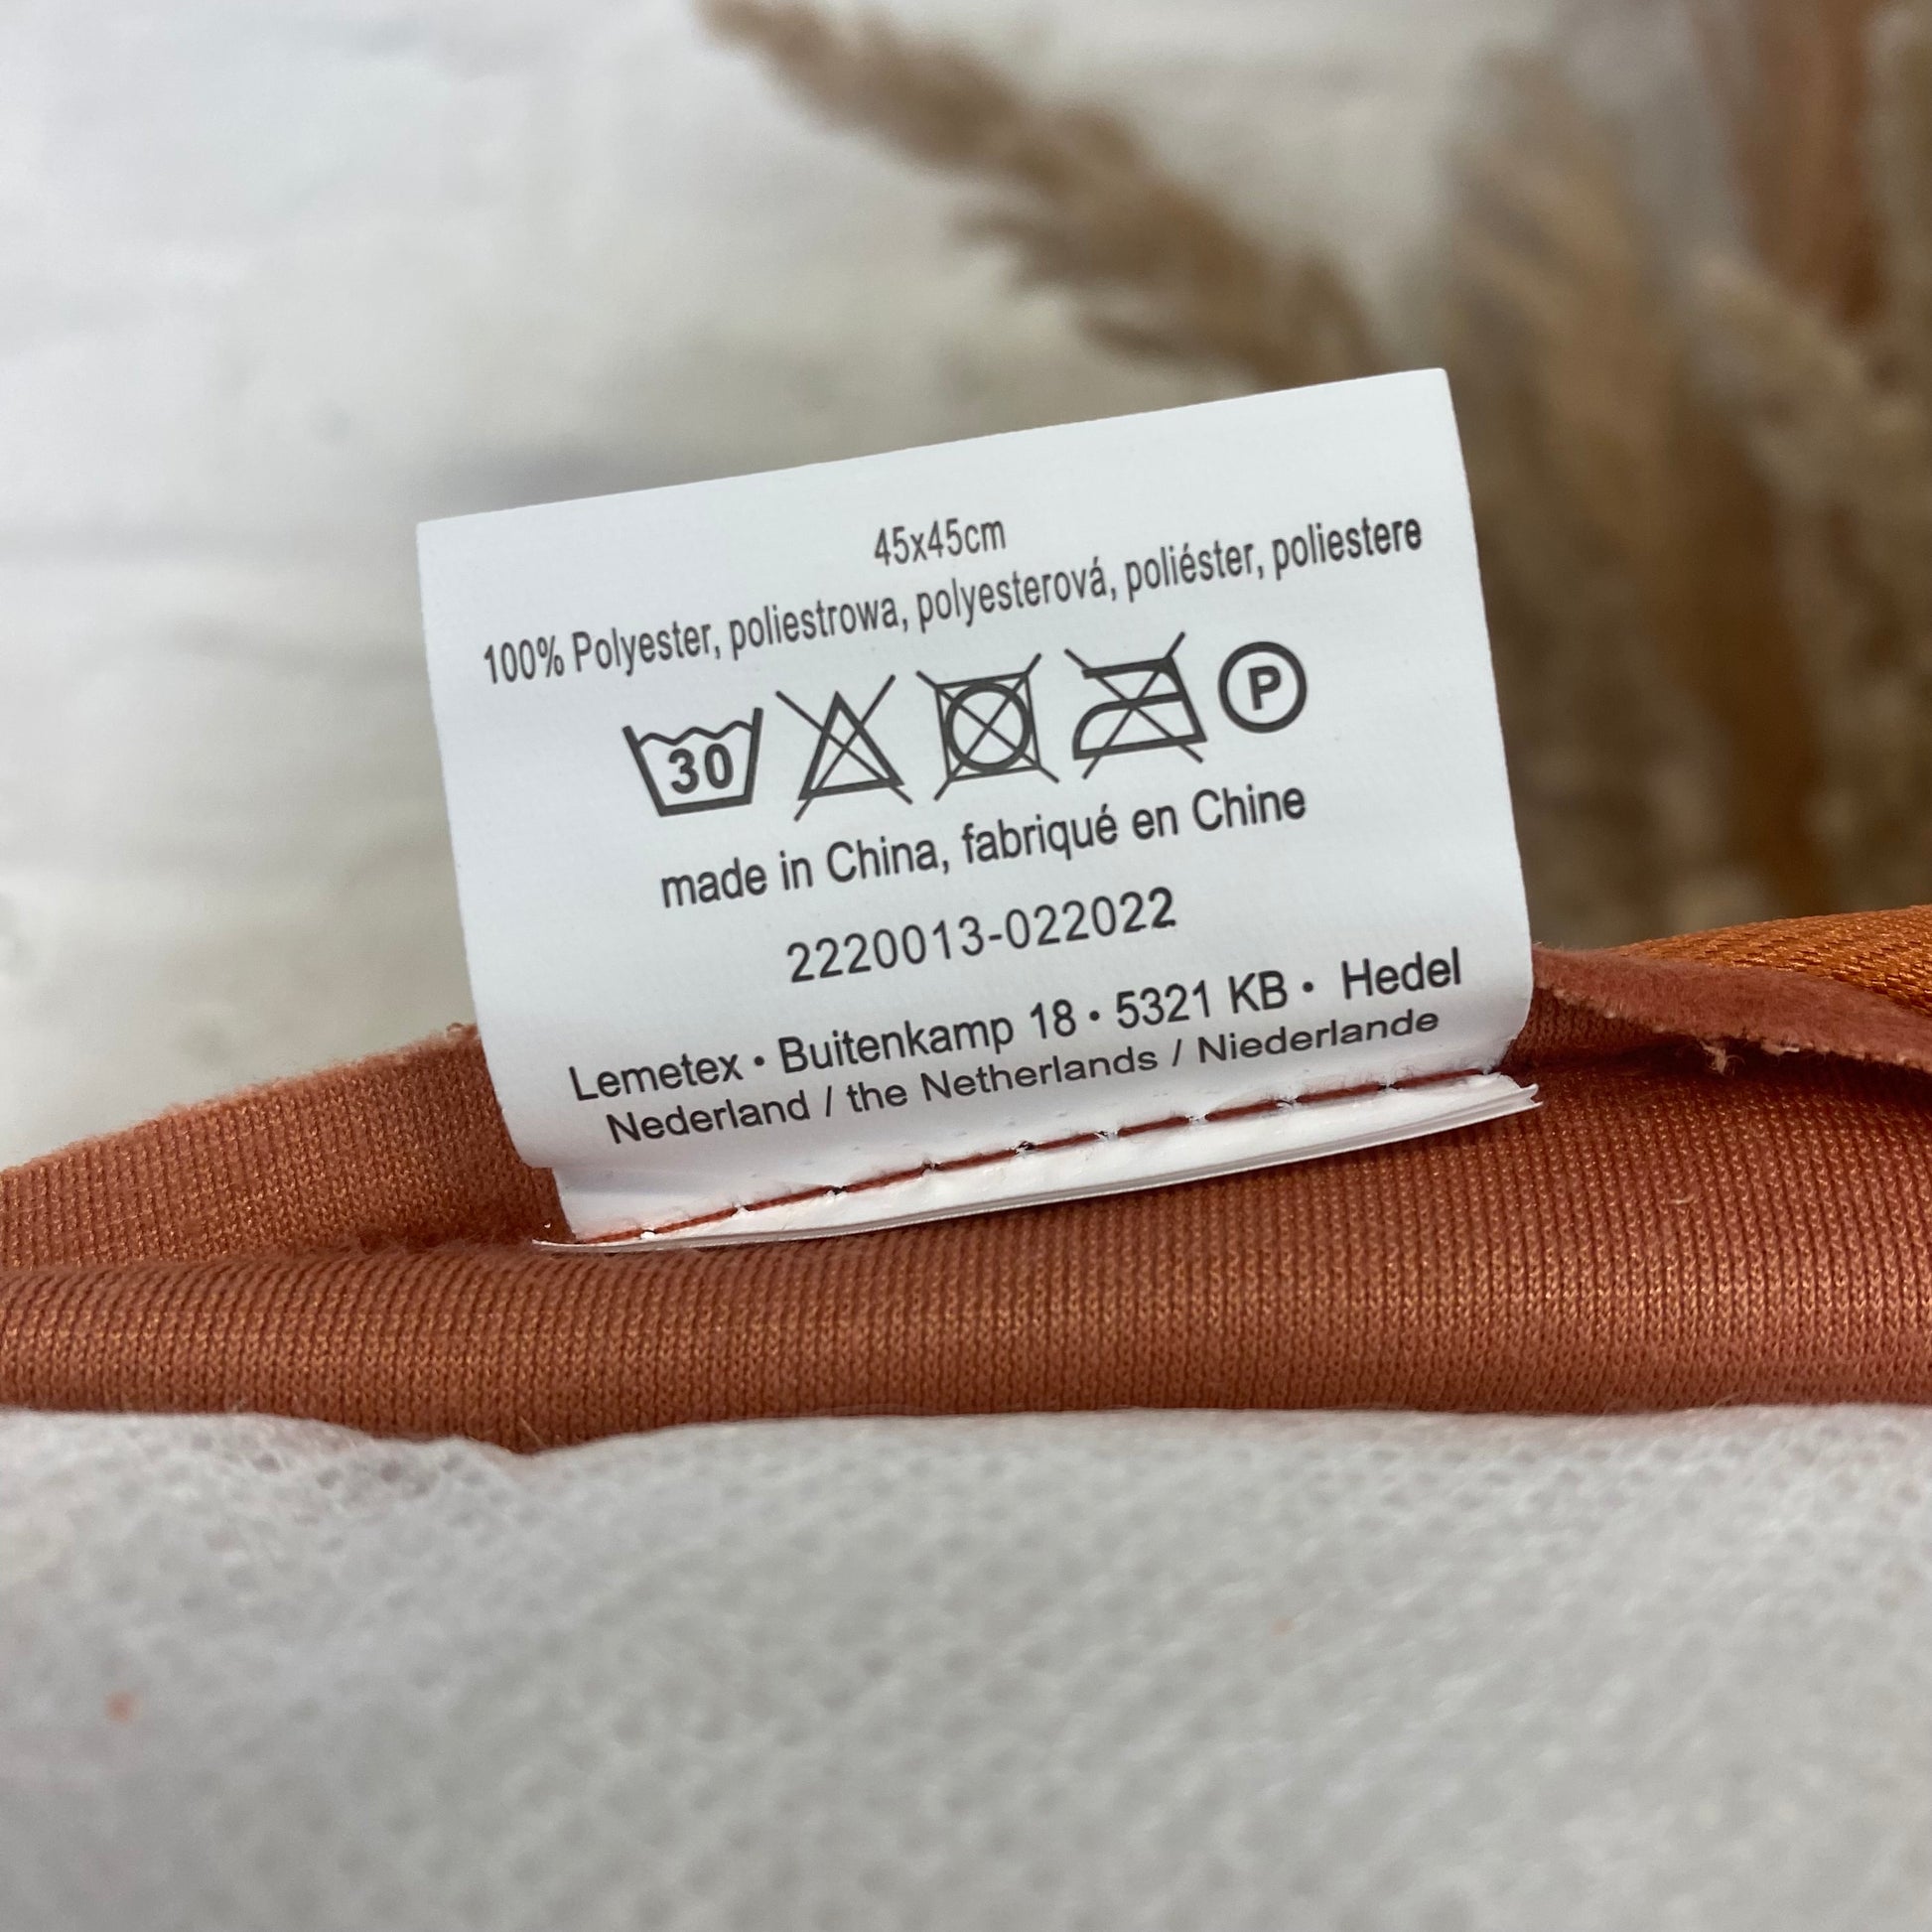 45x45cm
100% Polyester, poliestrowa, polyesterová, poliéster, poliestere
30 P
made in China, fabriqué en Chine
2220013-022022
Lemetex • Buitenkamp 18 • 5321 KB • Hedel
Nederland / the Netherlands / Niederlande